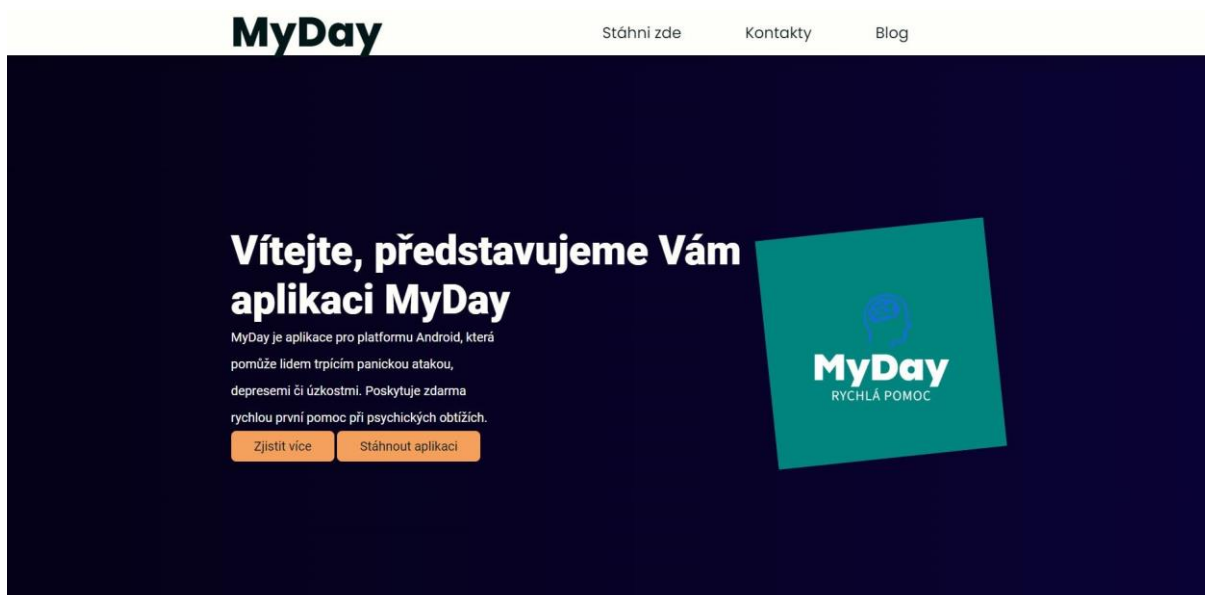 MyDay
Stáhni zde
Kontakty
Blog
Vítejte, představujeme Vám
aplikaci MyDay
MyDay je aplikace pro platformu Android, která
pomůže lidem trpícím panickou atakou,
depresemi či úzkostmi. Poskytuje zdarma
rychlou první pomoc při psychických obtížích.
Zjistit více
Stáhnout aplikaci
MyDay
RYCHLÁ POMOC